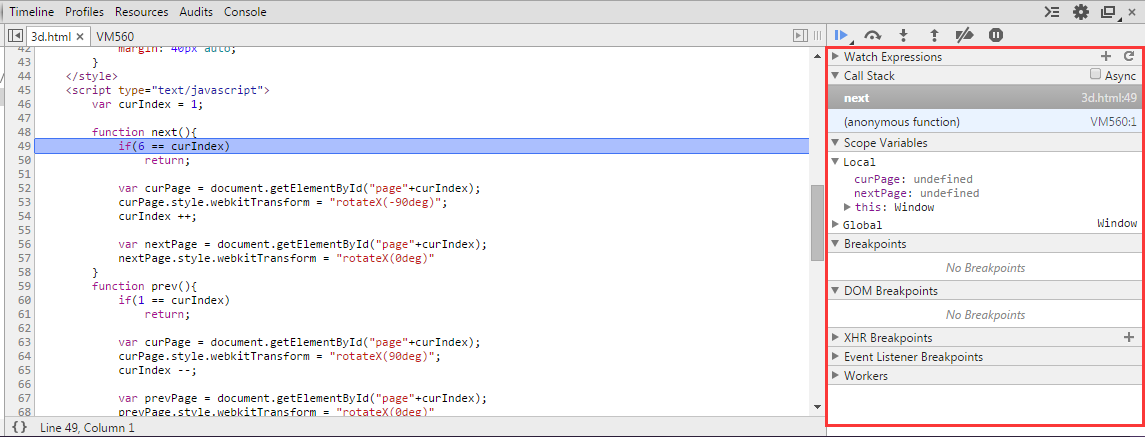 Timeline Profiles Resources Audits Console
3d.html × VM560
42 margin: 40px auto;
43 }
44 </style>
45 <script type="text/javascript">
46 var curIndex = 1;
47
48 function next(){
49 if(6 == curIndex)
50 return;
51
52 var curPage = document.getElementById("page"+curIndex);
53 curPage.style.webkitTransform = "rotateX(-90deg)";
54 curIndex ++;
55
56 var nextPage = document.getElementById("page"+curIndex);
57 nextPage.style.webkitTransform = "rotateX(0deg)"
58 }
59 function prev(){
60 if(1 == curIndex)
61 return;
62
63 var curPage = document.getElementById("page"+curIndex);
64 curPage.style.webkitTransform = "rotateX(90deg)";
65 curIndex --;
66
67 var prevPage = document.getElementById("page"+curIndex);
68 prevPage.style.webkitTransform = "rotateX(0deg)"
{} Line 49, Column 1
Watch Expressions
Call Stack Async
next 3d.html:49
(anonymous function) VM560:1
Scope Variables
Local
curPage: undefined
nextPage: undefined
this: Window
Global Window
Breakpoints
No Breakpoints
DOM Breakpoints
No Breakpoints
XHR Breakpoints
Event Listener Breakpoints
Workers